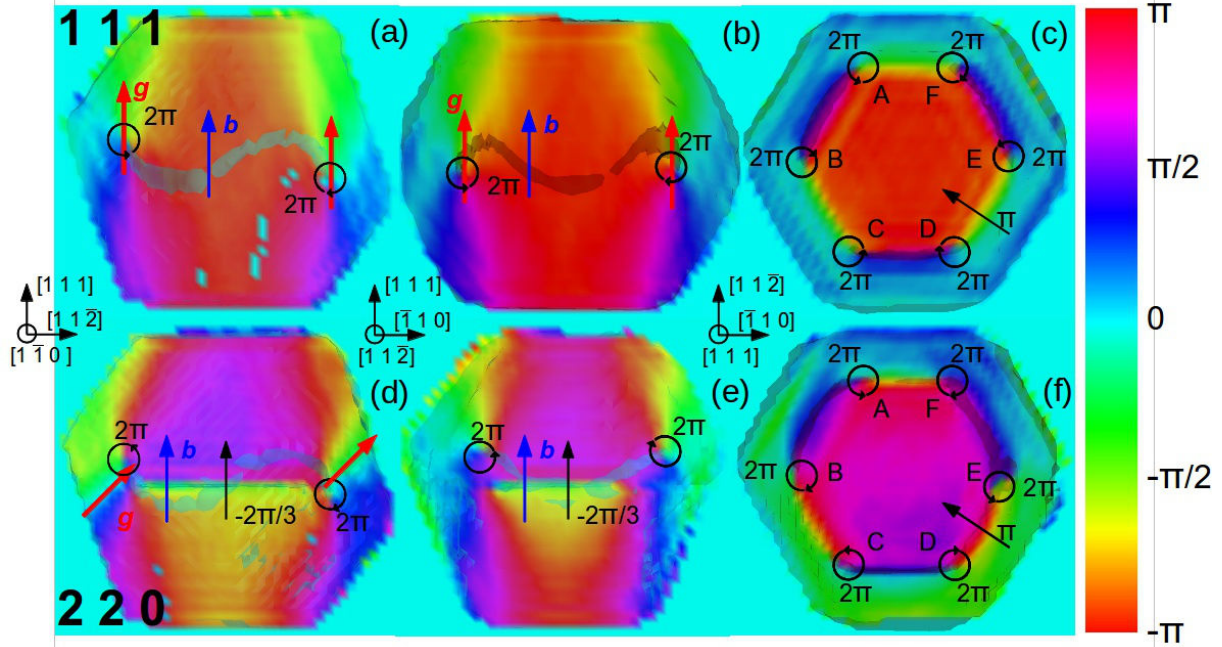 1 1 1
(a)
(b)
(c)
g
2π
b
2π
g
2π
b
2π
2π
2π
A
F
2π
B
E
2π
C
D
π
2π
2π
π
π/2
0
-π/2
-π
[1 1 1]
[1 1 2̅]
[1 1̅ 0]
[1 1 1]
[1̅ 1 0]
[1 1 2̅]
[1 1 2̅]
[1̅ 1 0]
[1 1 1]
(d)
(e)
(f)
2π
b
-2π/3
g
2π
2π
b
2π
-2π/3
2π
2π
A
F
2π
B
E
2π
C
D
π
2π
2π
2 2 0